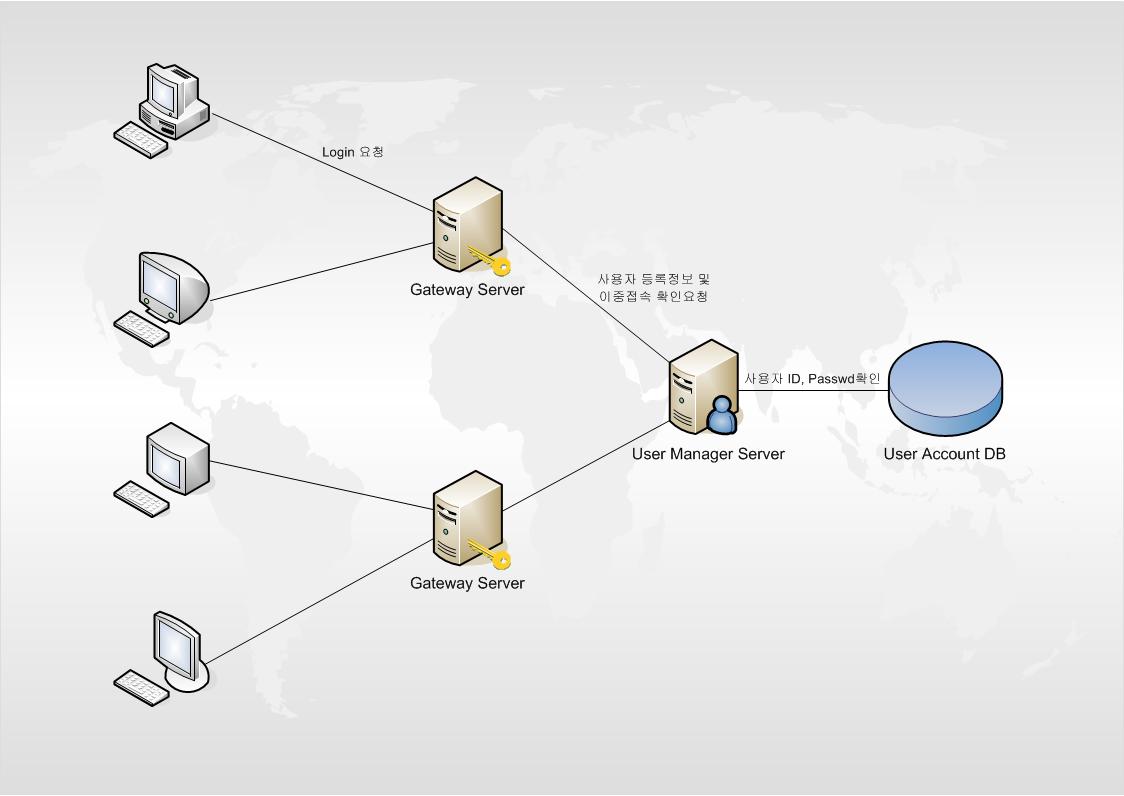 Login 요청
Gateway Server
사용자 등록정보 및
이중접속 확인요청
사용자 ID, Passwd확인
User Manager Server
User Account DB
Gateway Server